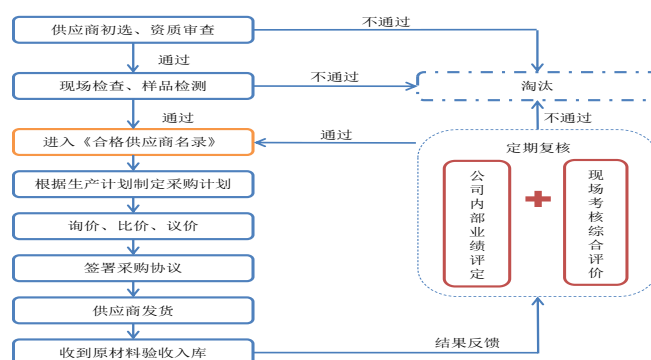 供应商初选、资质审查
不通过
通过
现场检查、样品检测
不通过
淘汰
通过
不通过
进入《合格供应商名录》
通过
定期复核
根据生产计划制定采购计划
公司内部业绩评定
现场考核综合评价
询价、比价、议价
签署采购协议
供应商发货
收到原材料验收入库
结果反馈